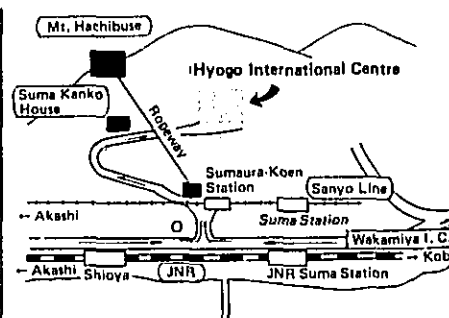 Mt. Hachibuse
Hyogo International Centre
Suma Kanko
House
Ropeway
Sumaura-Koen
Station
Sanyo Line
← Akashi
Suma Station
O
Wakamiya I. C.
← Akashi
Shioya
JNR
JNR Suma Station
→ Kob